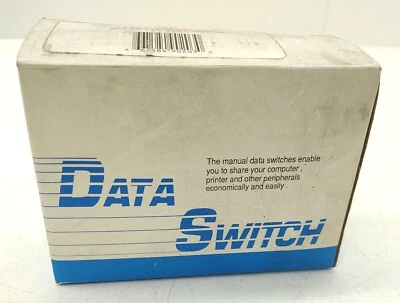 The manual data switches enable
you to share your computer ,
printer and other peripherals
economically and easily .
DATA
SWITCH